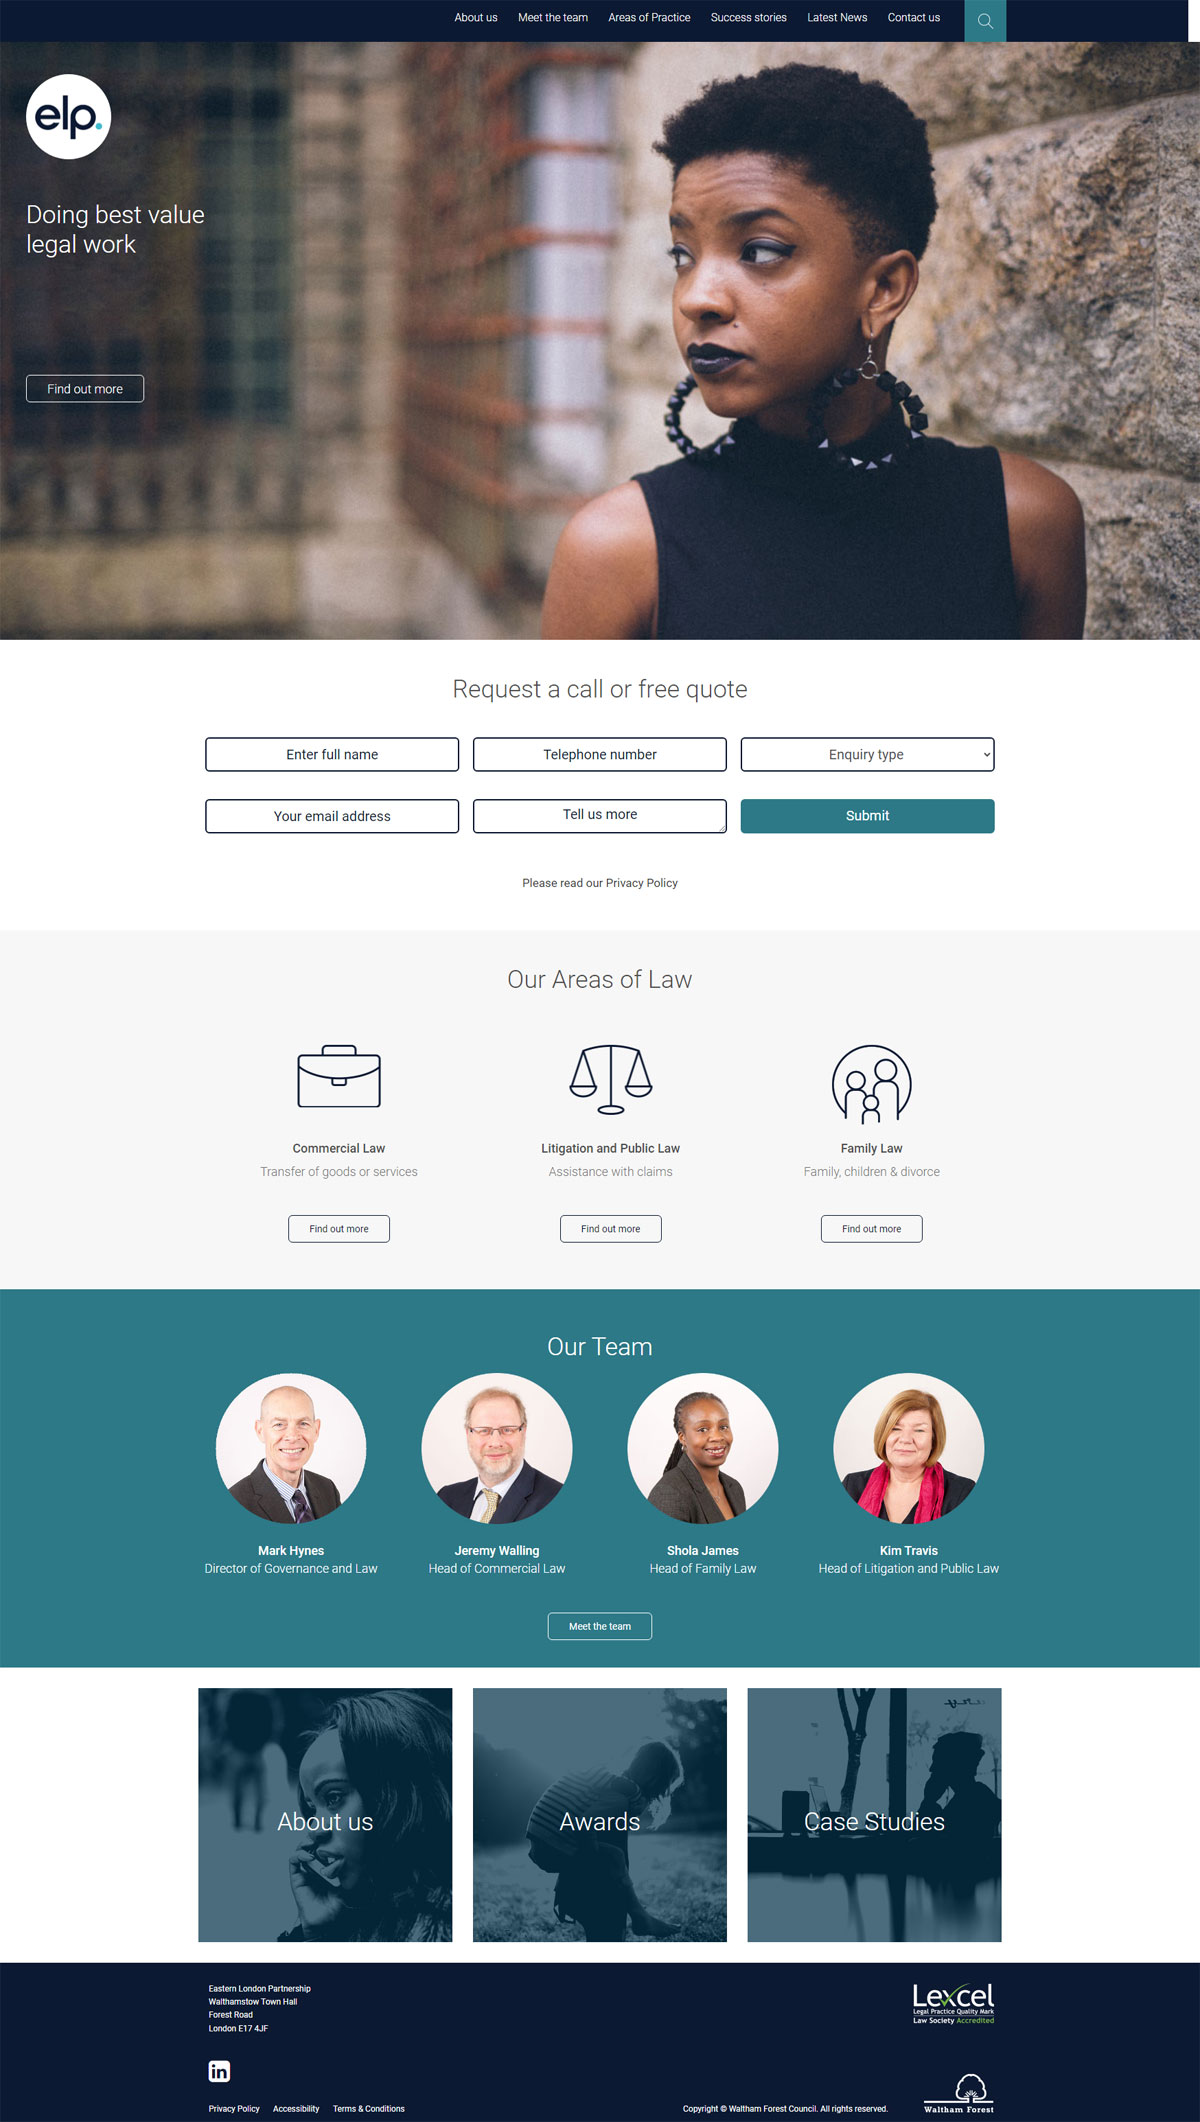 About us Meet the team Areas of Practice Success stories Latest News Contact us
elp.
Doing best value
legal work
Find out more
Request a call or free quote
Enter full name Telephone number Enquiry type
Your email address Tell us more Submit
Please read our Privacy Policy
Our Areas of Law
Commercial Law Litigation and Public Law Family Law
Transfer of goods or services Assistance with claims Family, children & divorce
Find out more Find out more Find out more
Our Team
Mark Hynes Jeremy Walling Shola James Kim Travis
Director of Governance and Law Head of Commercial Law Head of Family Law Head of Litigation and Public Law
Meet the team
About us Awards Case Studies
Eastern London Partnership
Walthamstow Town Hall
Forest Road
London E17 4JF
Lexcel
Legal Practice Quality Mark
Law Society Accredited
in
Privacy Policy Accessibility Terms & Conditions Copyright © Waltham Forest Council. All rights reserved. Waltham Forest